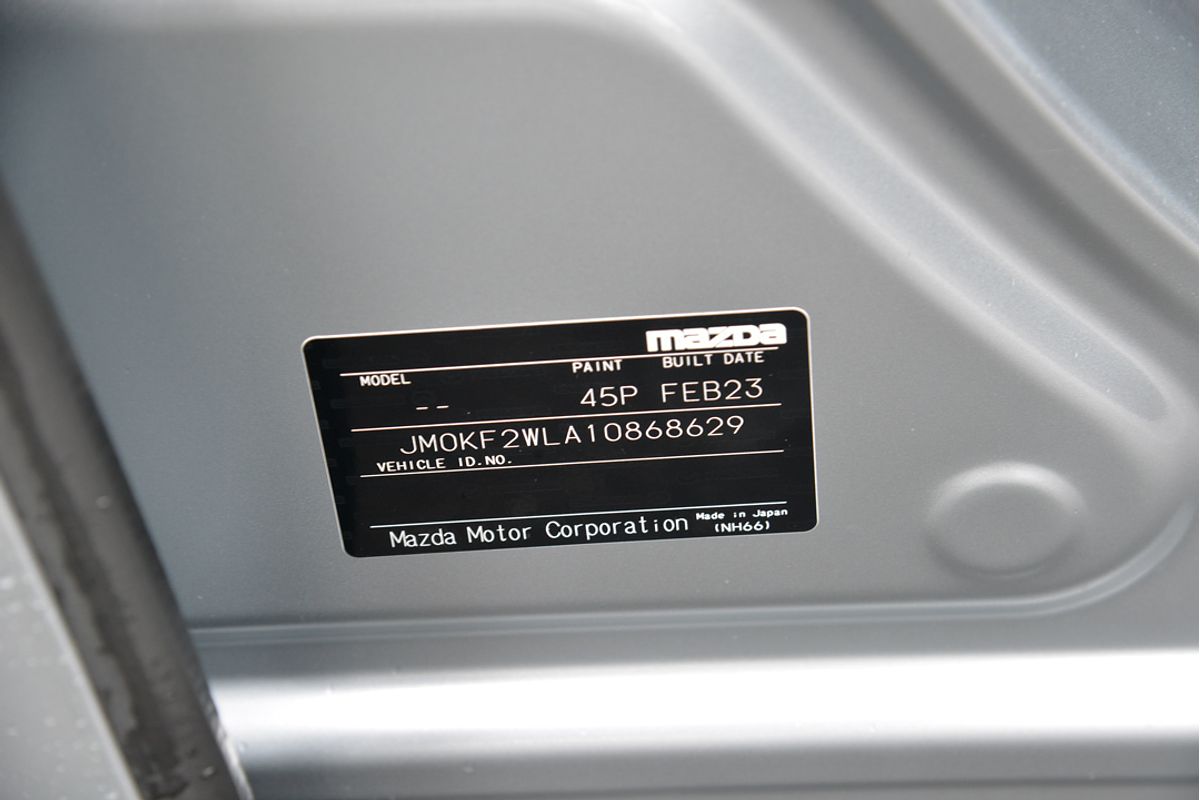 mazda
MODEL PAINT BUILT DATE
-- 45P FEB23
JM0KF2WLA10868629
VEHICLE ID.NO.
Mazda Motor Corporation Made in Japan
(NH66)